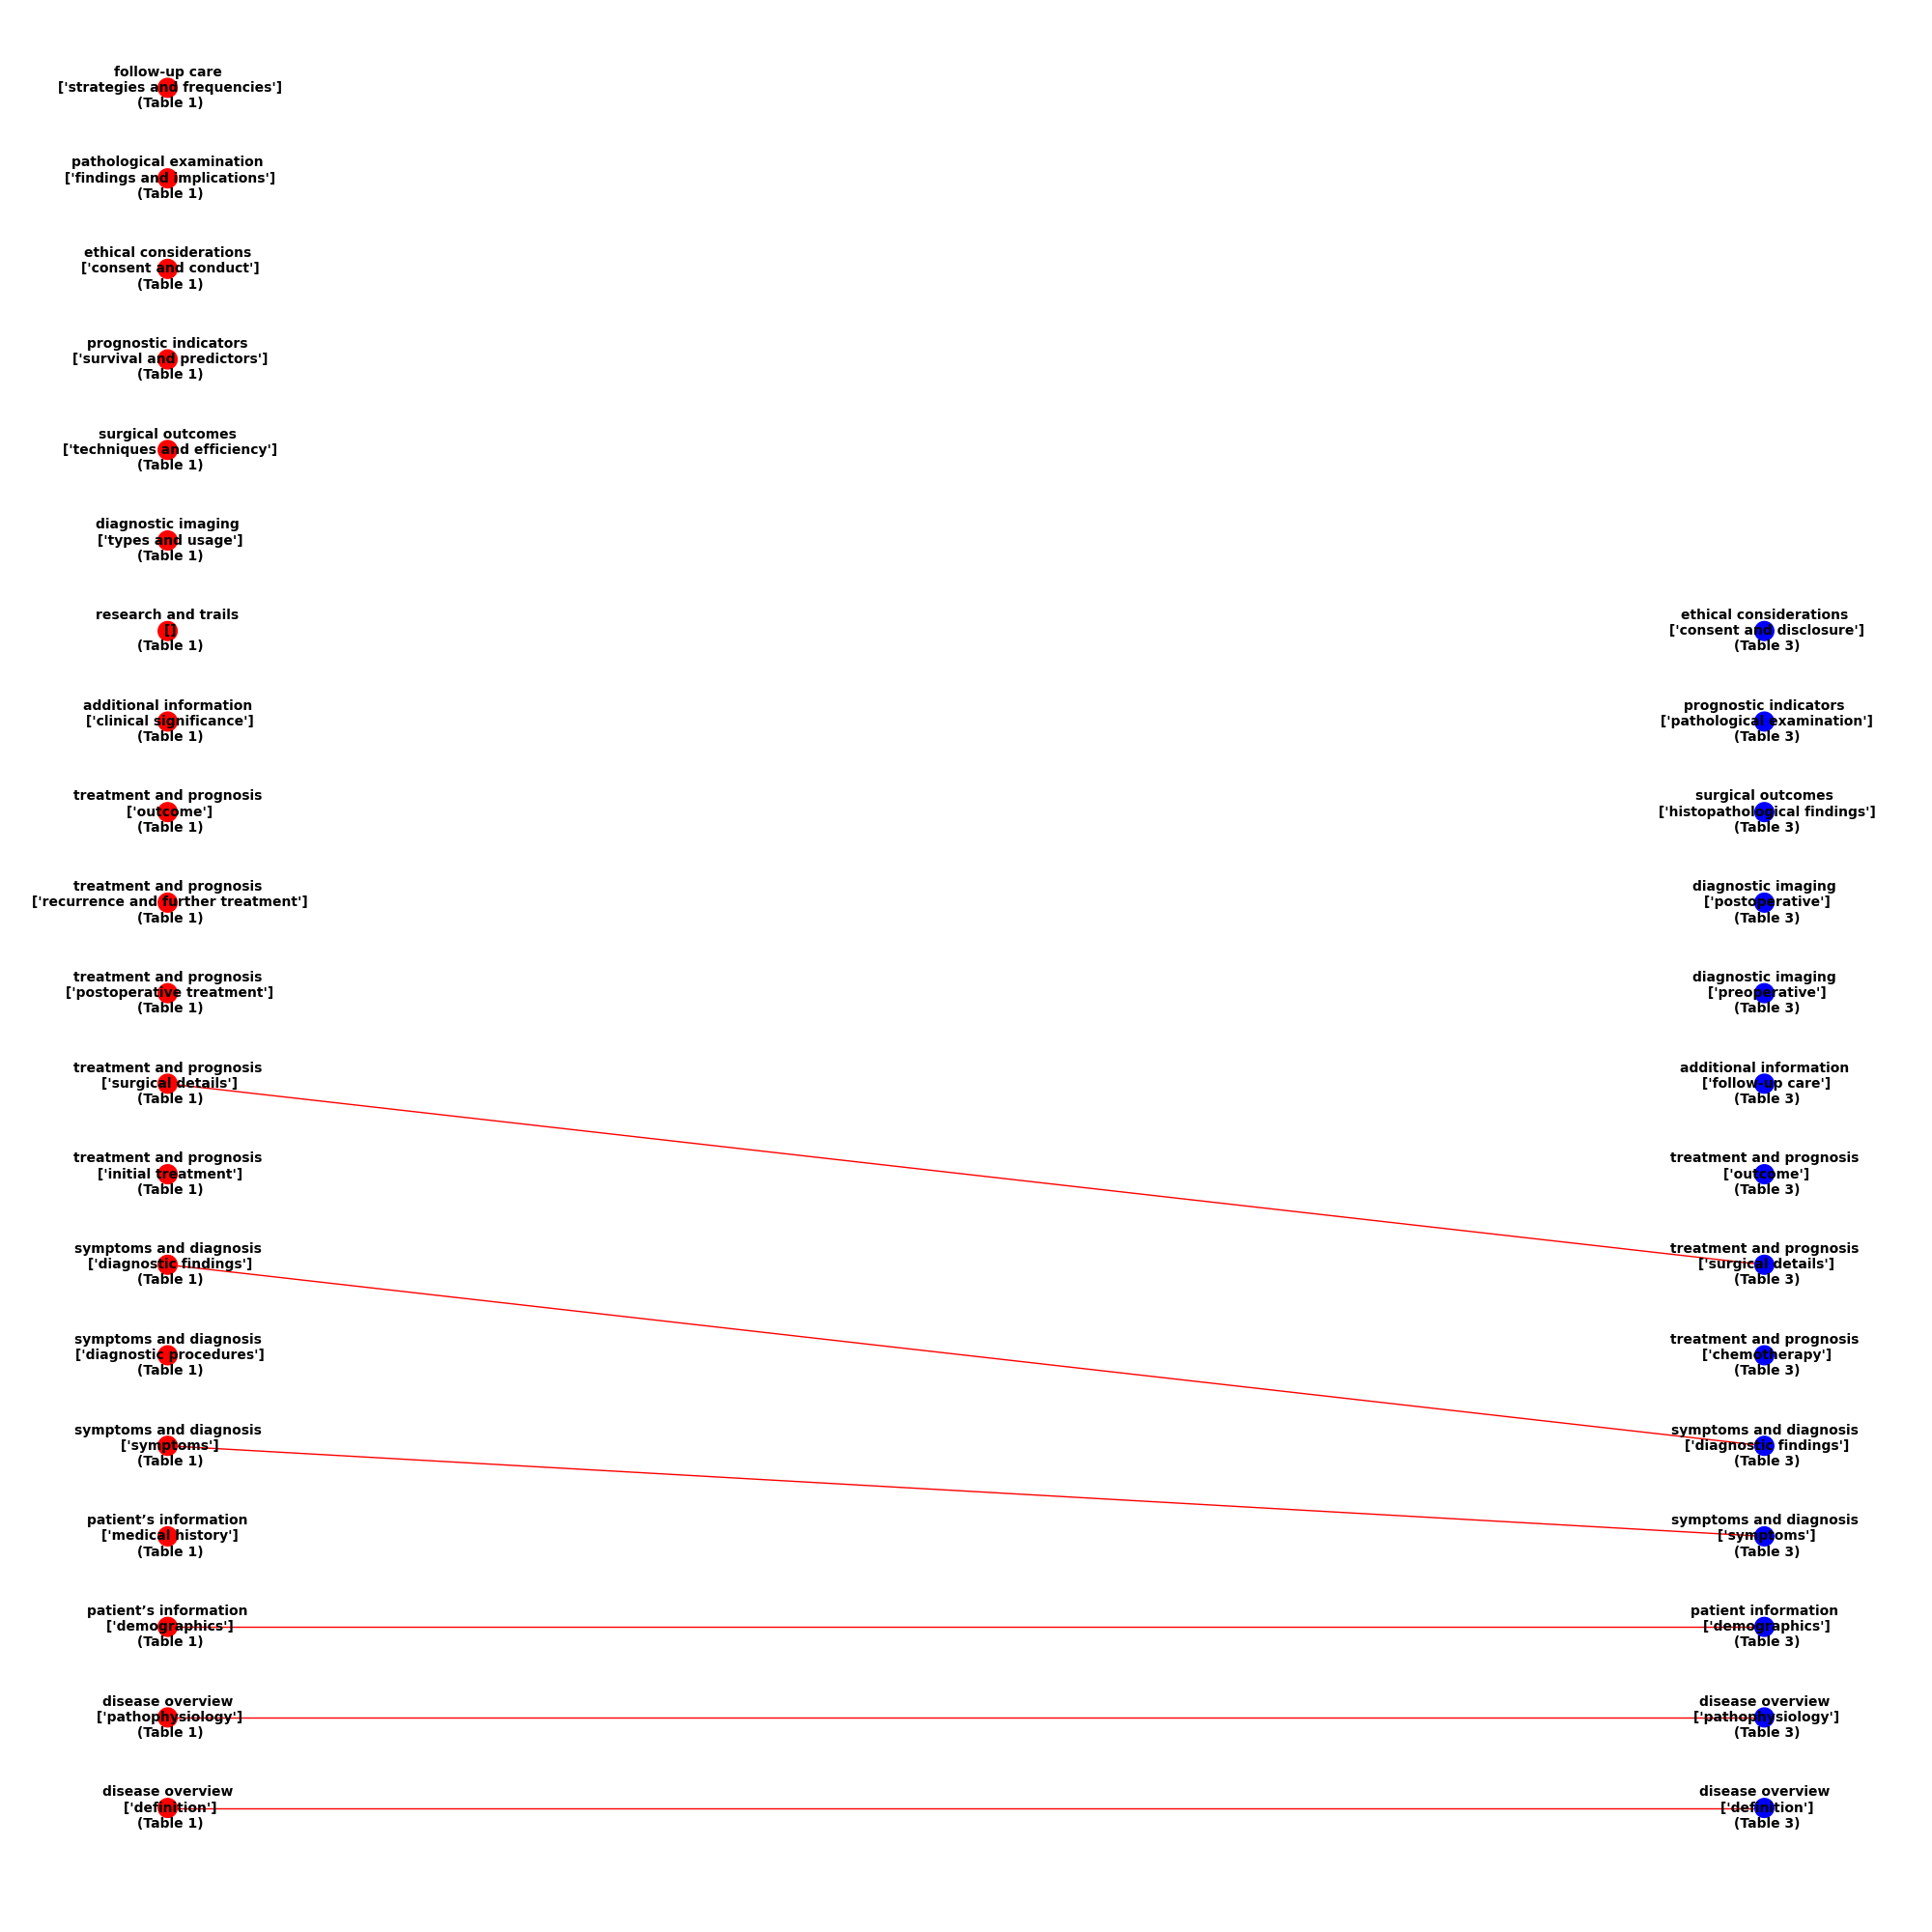 follow-up care
['strategies and frequencies']
(Table 1)
pathological examination
['findings and implications']
(Table 1)
ethical considerations
['consent and conduct']
(Table 1)
prognostic indicators
['survival and predictors']
(Table 1)
surgical outcomes
['techniques and efficiency']
(Table 1)
diagnostic imaging
['types and usage']
(Table 1)
research and trails
[]
(Table 1)
additional information
['clinical significance']
(Table 1)
treatment and prognosis
['outcome']
(Table 1)
treatment and prognosis
['recurrence and further treatment']
(Table 1)
treatment and prognosis
['postoperative treatment']
(Table 1)
treatment and prognosis
['surgical details']
(Table 1)
treatment and prognosis
['initial treatment']
(Table 1)
symptoms and diagnosis
['diagnostic findings']
(Table 1)
symptoms and diagnosis
['diagnostic procedures']
(Table 1)
symptoms and diagnosis
['symptoms']
(Table 1)
patient’s information
['medical history']
(Table 1)
patient’s information
['demographics']
(Table 1)
disease overview
['pathophysiology']
(Table 1)
disease overview
['definition']
(Table 1)
ethical considerations
['consent and disclosure']
(Table 3)
prognostic indicators
['pathological examination']
(Table 3)
surgical outcomes
['histopathological findings']
(Table 3)
diagnostic imaging
['postoperative']
(Table 3)
diagnostic imaging
['preoperative']
(Table 3)
additional information
['follow-up care']
(Table 3)
treatment and prognosis
['outcome']
(Table 3)
treatment and prognosis
['surgical details']
(Table 3)
treatment and prognosis
['chemotherapy']
(Table 3)
symptoms and diagnosis
['diagnostic findings']
(Table 3)
symptoms and diagnosis
['symptoms']
(Table 3)
patient information
['demographics']
(Table 3)
disease overview
['pathophysiology']
(Table 3)
disease overview
['definition']
(Table 3)